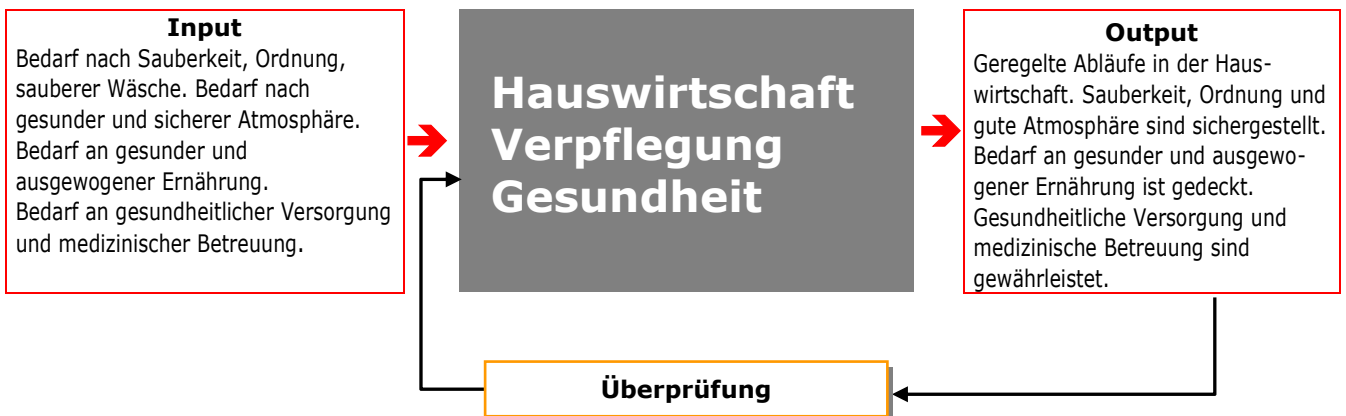 Input
Bedarf nach Sauberkeit, Ordnung,
sauberer Wäsche. Bedarf nach
gesunder und sicherer Atmosphäre.
Bedarf an gesunder und
ausgewogener Ernährung.
Bedarf an gesundheitlicher Versorgung
und medizinischer Betreuung.
Hauswirtschaft
Verpflegung
Gesundheit
Output
Geregelte Abläufe in der Haus-
wirtschaft. Sauberkeit, Ordnung und
gute Atmosphäre sind sichergestellt.
Bedarf an gesunder und ausgewo-
gener Ernährung ist gedeckt.
Gesundheitliche Versorgung und
medizinische Betreuung sind
gewährleistet.
Überprüfung